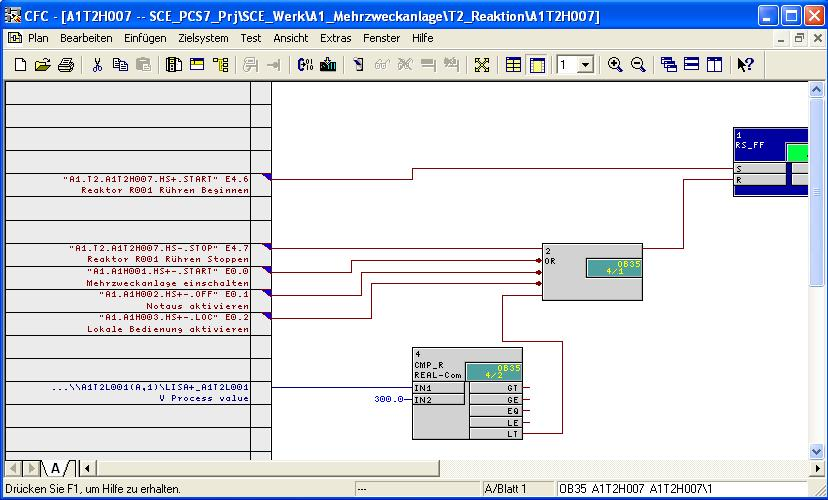 CFC - [A1T2H007 -- SCE_PCS7_Prj\SCE_Werk\A1_Mehrzweckanlage\T2_Reaktion\A1T2H007]
Plan Bearbeiten Einfügen Zielsystem Test Ansicht Extras Fenster Hilfe
1
1
RS_FF
S
R
"A1.T2.A1T2H007.HS+.START" E4.6
Reaktor R001 Rühren Beginnen
"A1.T2.A1T2H007.HS-.STOP" E4.7
Reaktor R001 Rühren Stoppen
"A1.A1H001.HS+-.START" E0.0
Mehrzweckanlage einschalten
"A1.A1H002.HS+-.OFF" E0.1
Notaus aktivieren
"A1.A1H003.HS+-.LOC" E0.2
Lokale Bedienung aktivieren
2
OR
OB35
4/1
4
CMP_R
REAL-Com
OB35
4/2
...\\A1T2L001(A,1)\LISA+_A1T2L001
V Process value
300.0
IN1
IN2
GT
GE
EQ
LE
LT
A
Drücken Sie F1, um Hilfe zu erhalten.
---
A/Blatt 1
OB35 A1T2H007 A1T2H007\1